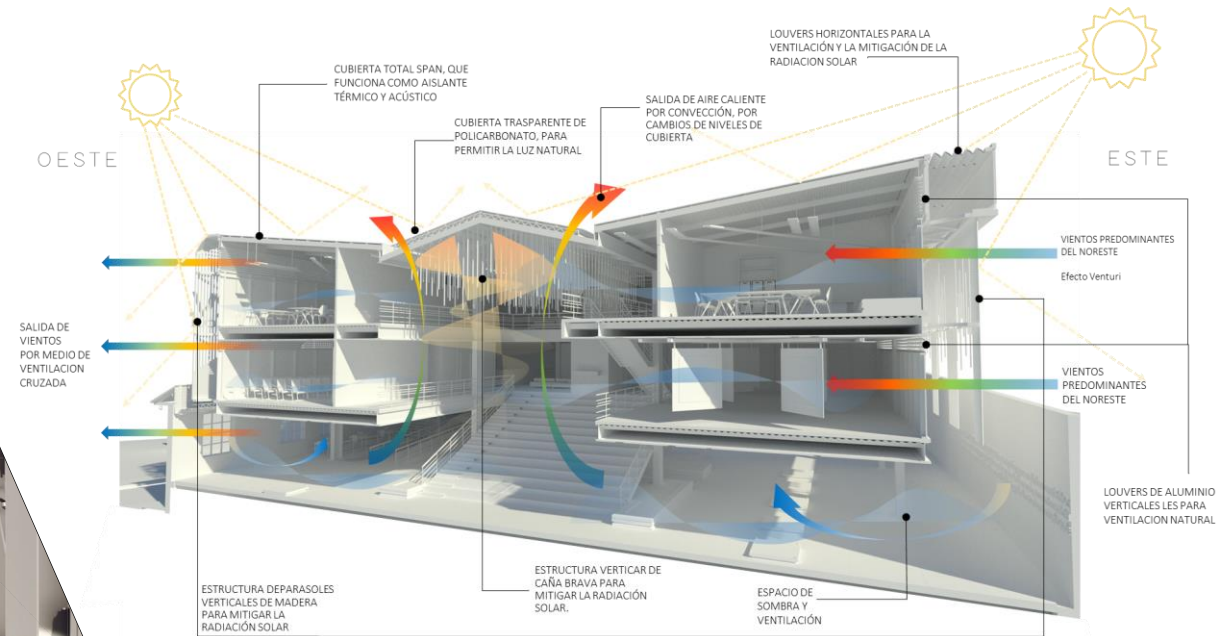 LOUVERS HORIZONTALES PARA LA
VENTILACIÓN Y LA MITIGACIÓN DE LA
RADIACION SOLAR
CUBIERTA TOTAL SPAN, QUE
FUNCIONA COMO AISLANTE
TÉRMICO Y ACÚSTICO
SALIDA DE AIRE CALIENTE
POR CONVECCIÓN, POR
CAMBIOS DE NIVELES DE
CUBIERTA
CUBIERTA TRASPARENTE DE
POLICARBONATO, PARA
PERMITIR LA LUZ NATURAL
OESTE
ESTE
VIENTOS PREDOMINANTES
DEL NORESTE
Efecto Venturi
SALIDA DE
VIENTOS
POR MEDIO DE
VENTILACION
CRUZADA
VIENTOS
PREDOMINANTES
DEL NORESTE
LOUVERS DE ALUMINIO
VERTICALES LES PARA
VENTILACION NATURAL
ESTRUCTURA DEPARASOLES
VERTICALES DE MADERA
PARA MITIGAR LA
RADIACIÓN SOLAR
ESTRUCTURA VERTICAR DE
CAÑA BRAVA PARA
MITIGAR LA RADIACIÓN
SOLAR.
ESPACIO DE
SOMBRA Y
VENTILACIÓN